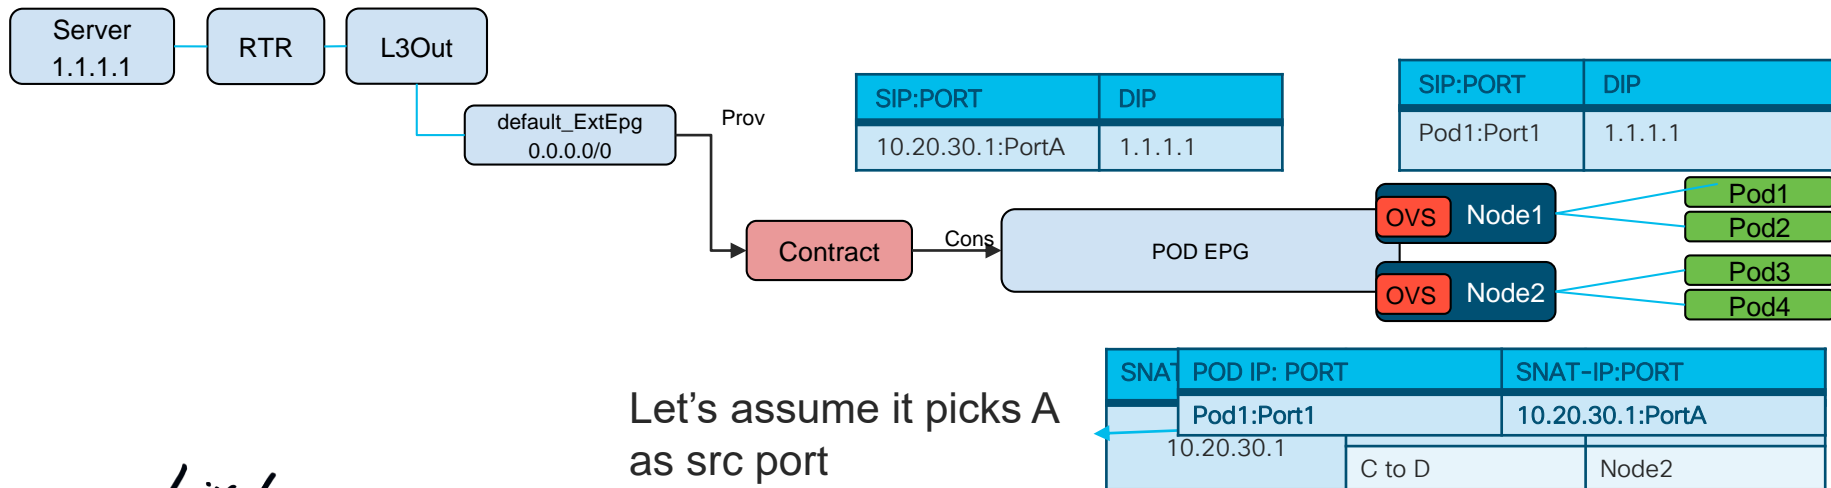 Server
1.1.1.1
RTR
L3Out
default_ExtEpg
0.0.0.0/0
Prov
SIP:PORT DIP
10.20.30.1:PortA 1.1.1.1
SIP:PORT DIP
Pod1:Port1 1.1.1.1
Contract
Cons
POD EPG
OVS Node1
Pod1
Pod2
OVS Node2
Pod3
Pod4
Let's assume it picks A
as src port
SNAT
POD IP: PORT SNAT-IP:PORT
Pod1:Port1 10.20.30.1:PortA
10.20.30.1
C to D Node2